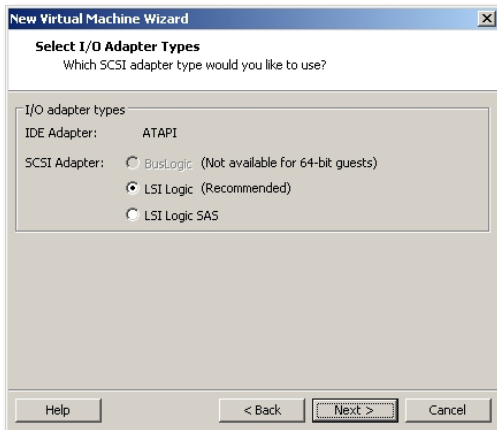 New Virtual Machine Wizard
Select I/O Adapter Types
Which SCSI adapter type would you like to use?
I/O adapter types
IDE Adapter: ATAPI
SCSI Adapter: BusLogic (Not available for 64-bit guests)
LSI Logic (Recommended)
LSI Logic SAS
Help < Back Next > Cancel